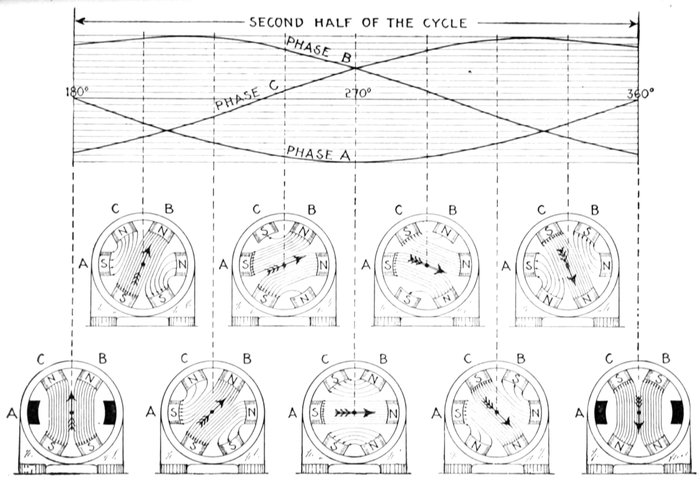 SECOND HALF OF THE CYCLE
PHASE B
180° PHASE C 270° 360°
PHASE A
C B C B C B C B
N N S N S N S S
A S N A S N A S N A S N
S S S N S N N N
C B C B C B C B C B
N N N N S N S S S S
A A S N A S N A S N A
S S S S S N N N N N